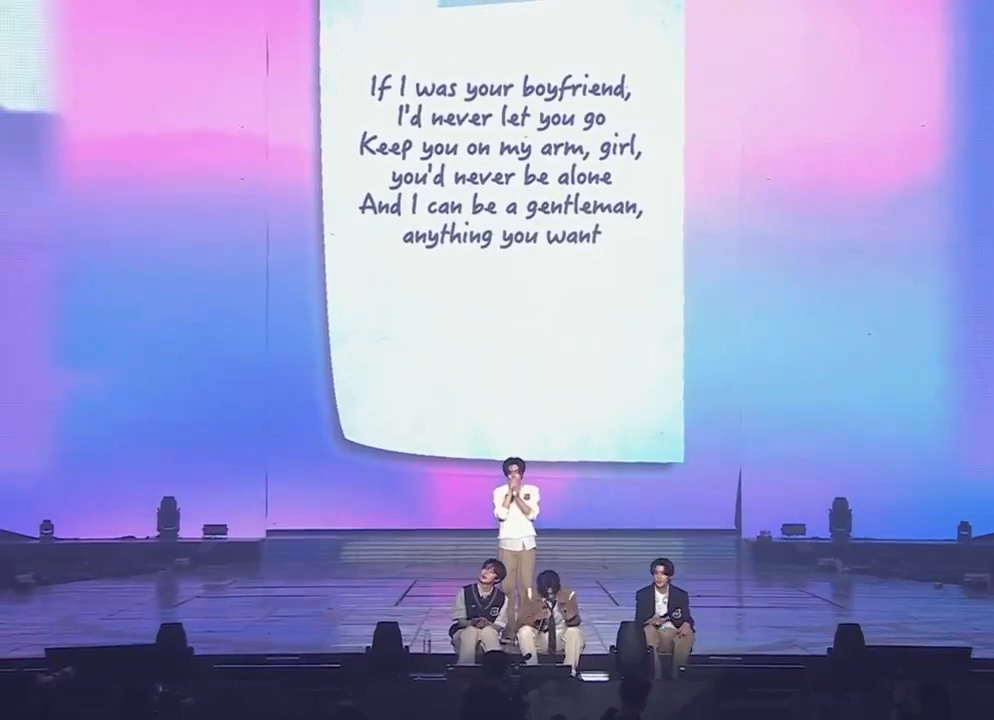 If I was your boyfriend,
I'd never let you go
Keep you on my arm, girl,
you'd never be alone
And I can be a gentleman,
anything you want